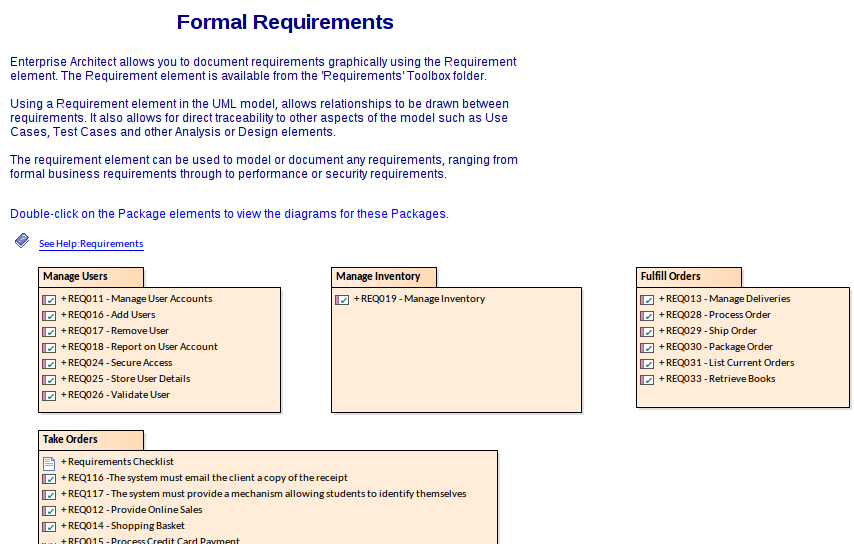 Formal Requirements
Enterprise Architect allows you to document requirements graphically using the Requirement
element. The Requirement element is available from the 'Requirements' Toolbox folder.
Using a Requirement element in the UML model, allows relationships to be drawn between
requirements. It also allows for direct traceability to other aspects of the model such as Use
Cases, Test Cases and other Analysis or Design elements.
The requirement element can be used to model or document any requirements, ranging from
formal business requirements through to performance or security requirements.
Double-click on the Package elements to view the diagrams for these Packages.
See Help:Requirements
Manage Users
+ REQ011 - Manage User Accounts
+ REQ016 - Add Users
+ REQ017 - Remove User
+ REQ018 - Report on User Account
+ REQ024 - Secure Access
+ REQ025 - Store User Details
+ REQ026 - Validate User
Manage Inventory
+ REQ019 - Manage Inventory
Fulfill Orders
+ REQ013 - Manage Deliveries
+ REQ028 - Process Order
+ REQ029 - Ship Order
+ REQ030 - Package Order
+ REQ031 - List Current Orders
+ REQ033 - Retrieve Books
Take Orders
+ Requirements Checklist
+ REQ116 -The system must email the client a copy of the receipt
+ REQ117 - The system must provide a mechanism allowing students to identify themselves
+ REQ012 - Provide Online Sales
+ REQ014 - Shopping Basket
+ REQ015 - Process Credit Card Payment